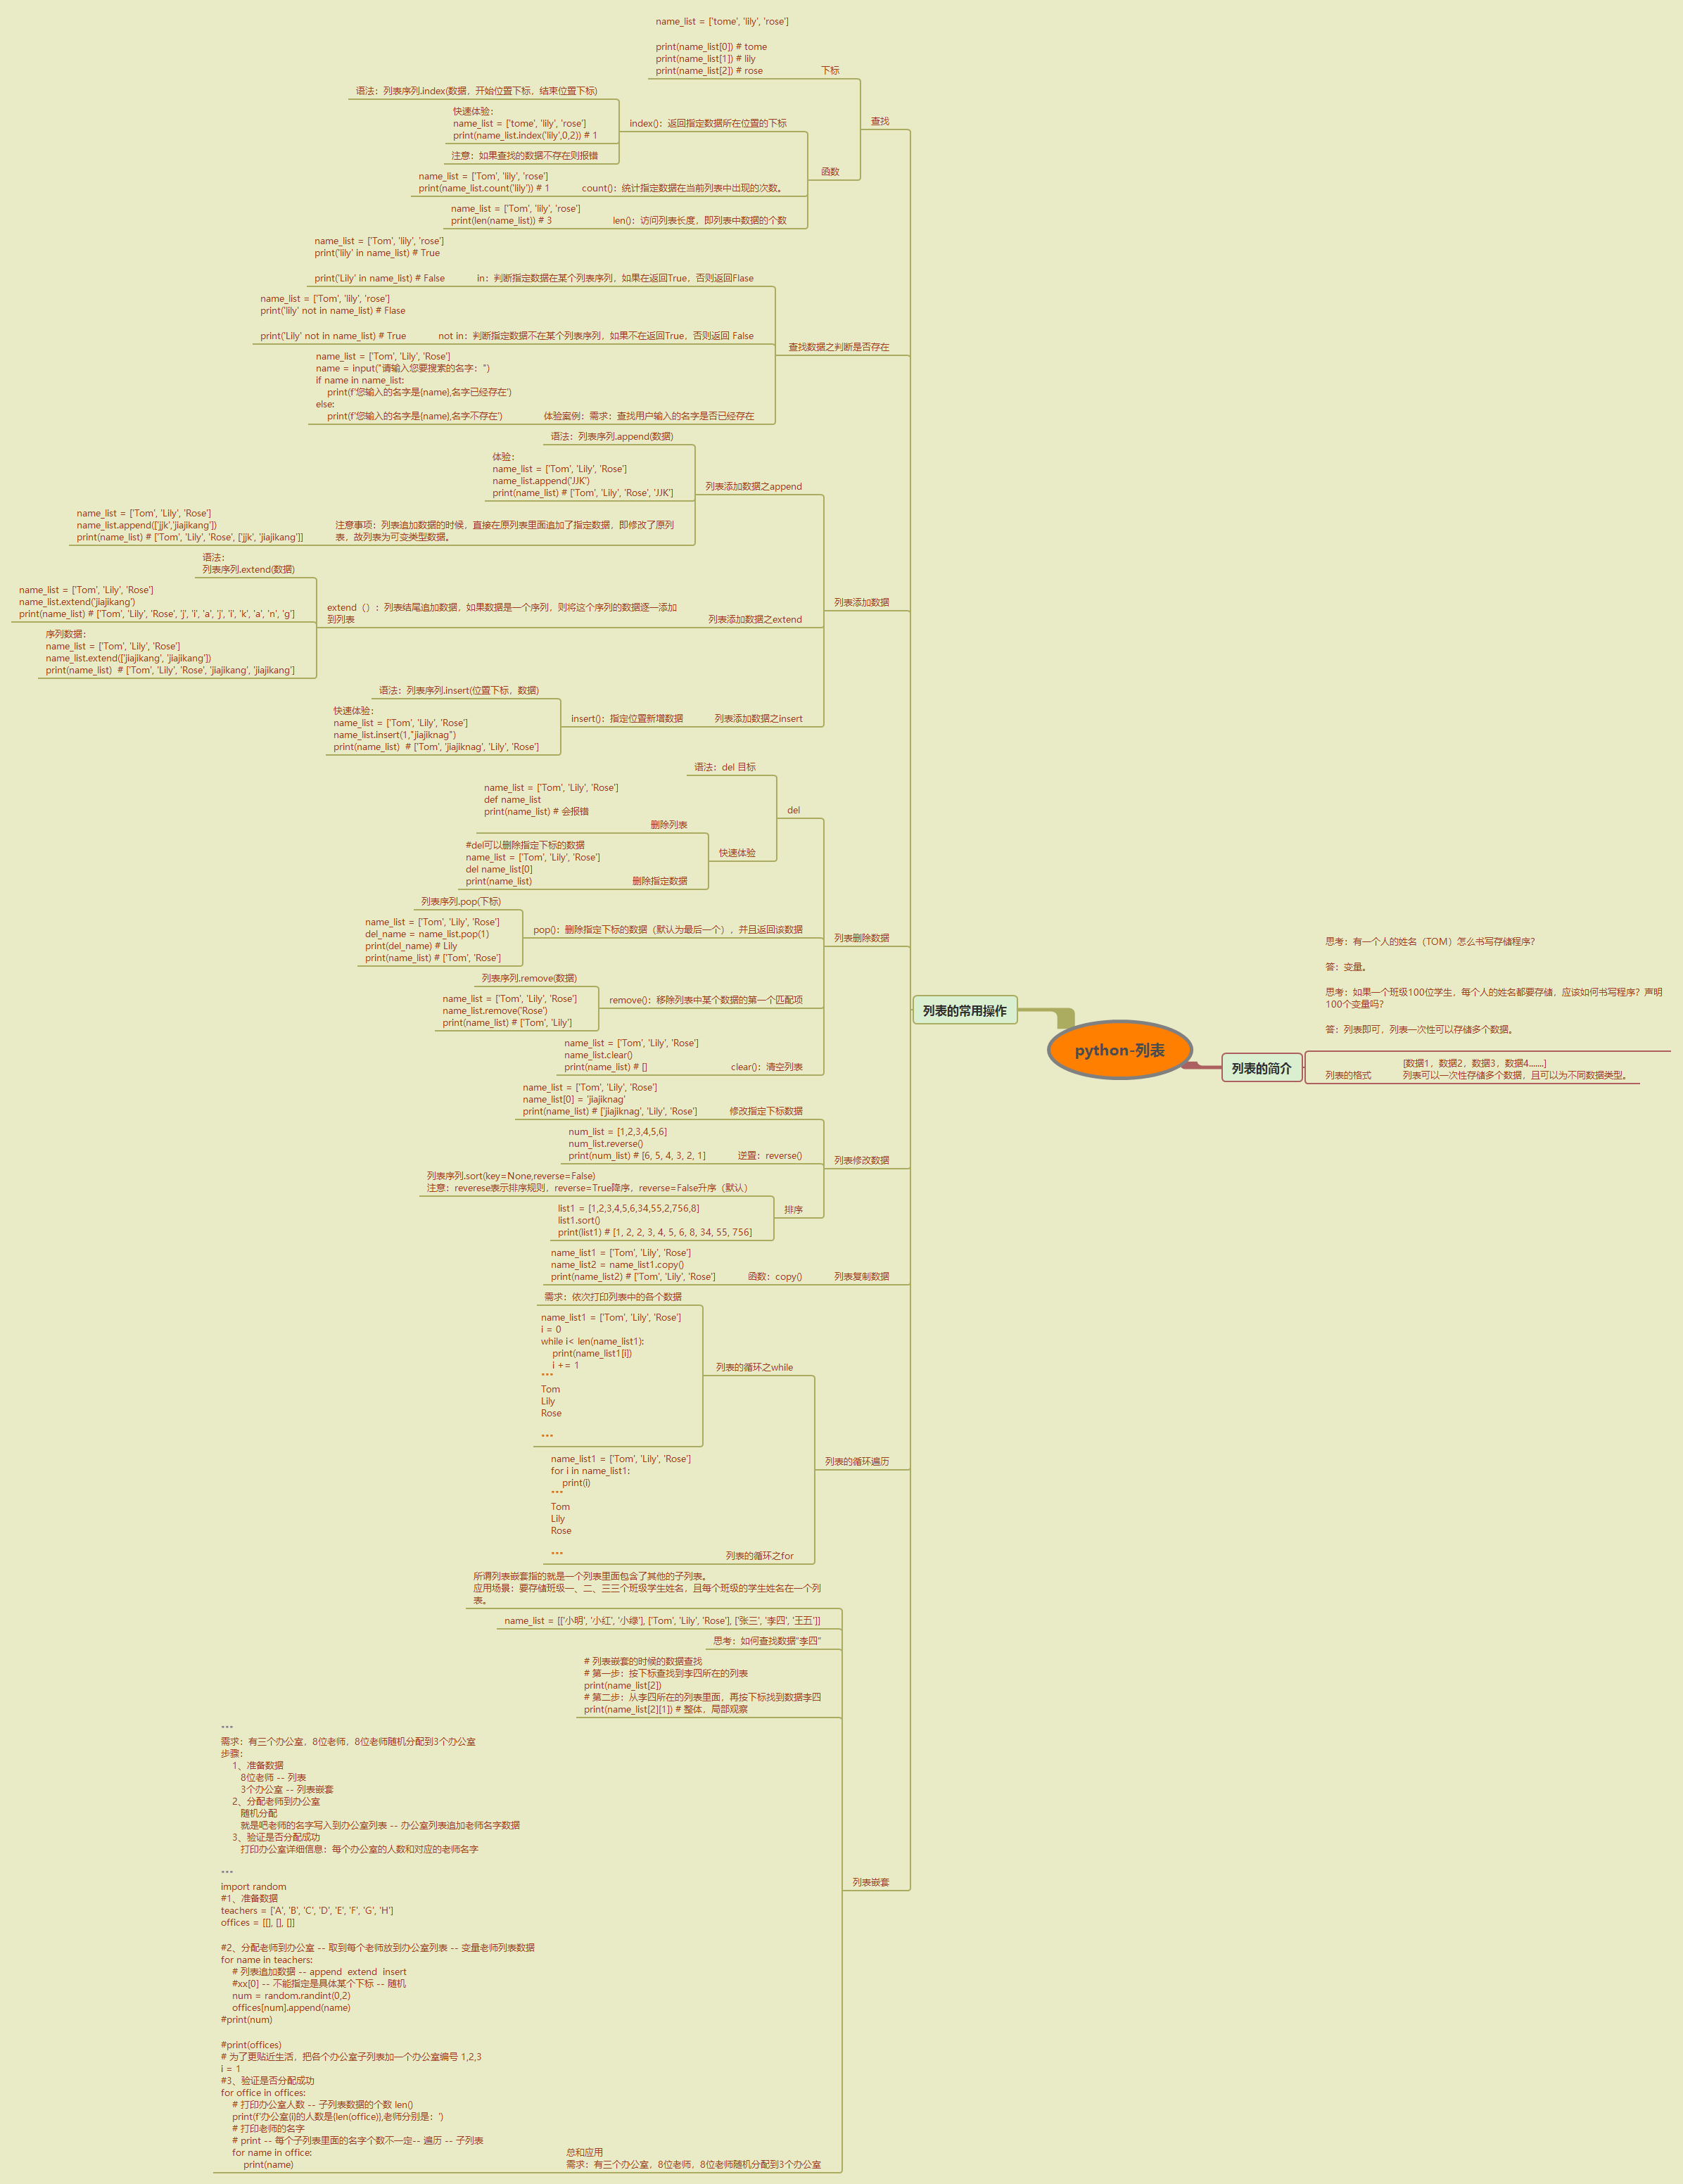 name_list = ['tome', 'lily', 'rose']
print(name_list[0]) # tome
print(name_list[1]) # lily
print(name_list[2]) # rose
下标
语法：列表序列.index(数据，开始位置下标，结束位置下标)
快速体验：
name_list = ['tome', 'lily', 'rose']
print(name_list.index('lily',0,2)) # 1
注意：如果查找的数据不存在则报错
index()：返回指定数据所在位置的下标
查找
函数
name_list = ['Tom', 'lily', 'rose']
print(name_list.count('lily')) # 1
count()：统计指定数据在当前列表中出现的次数。
name_list = ['Tom', 'lily', 'rose']
print(len(name_list)) # 3
len()：访问列表长度，即列表中数据的个数
name_list = ['Tom', 'lily', 'rose']
print('lily' in name_list) # True
print('Lily' in name_list) # False
in：判断指定数据在某个列表序列，如果在返回True，否则返回Flase
name_list = ['Tom', 'lily', 'rose']
print('lily' not in name_list) # Flase
print('Lily' not in name_list) # True
not in：判断指定数据不在某个列表序列，如果不在返回True，否则返回 False
查找数据之判断是否存在
name_list = ['Tom', 'Lily', 'Rose']
name = input("请输入您要搜索的名字：")
if name in name_list:
print(f'您输入的名字是{name},名字已经存在')
else:
print(f'您输入的名字是{name},名字不存在')
体验案例：需求：查找用户输入的名字是否已经存在
语法：列表序列.append(数据)
体验：
name_list = ['Tom', 'Lily', 'Rose']
name_list.append('JJK')
print(name_list) # ['Tom', 'Lily', 'Rose', 'JJK']
列表添加数据之append
name_list = ['Tom', 'Lily', 'Rose']
name_list.append(['jjk','jiajikang'])
print(name_list) # ['Tom', 'Lily', 'Rose', ['jjk', 'jiajikang']]
注意事项：列表追加数据的时候，直接在原列表里面追加了指定数据，即修改了原列
表，故列表为可变类型数据。
语法：
列表序列.extend(数据)
name_list = ['Tom', 'Lily', 'Rose']
name_list.extend('jiajikang')
print(name_list) # ['Tom', 'Lily', 'Rose', 'j', 'i', 'a', 'j', 'i', 'k', 'a', 'n', 'g']
序列数据：
name_list = ['Tom', 'Lily', 'Rose']
name_list.extend(['jiajikang', 'jiajikang'])
print(name_list)  # ['Tom', 'Lily', 'Rose', 'jiajikang', 'jiajikang']
extend（）：列表结尾追加数据，如果数据是一个序列，则将这个序列的数据逐一添加
到列表
列表添加数据之extend
列表添加数据
语法：列表序列.insert(位置下标，数据)
快速体验：
name_list = ['Tom', 'Lily', 'Rose']
name_list.insert(1,"jiajiknag")
print(name_list)  # ['Tom', 'jiajiknag', 'Lily', 'Rose']
insert()：指定位置新增数据
列表添加数据之insert
语法：del 目标
name_list = ['Tom', 'Lily', 'Rose']
def name_list
print(name_list) # 会报错
删除列表
del
#del可以删除指定下标的数据
name_list = ['Tom', 'Lily', 'Rose']
del name_list[0]
print(name_list)
删除指定数据
快速体验
列表序列.pop(下标)
name_list = ['Tom', 'Lily', 'Rose']
del_name = name_list.pop(1)
print(del_name) # Lily
print(name_list) # ['Tom', 'Rose']
pop()：删除指定下标的数据（默认为最后一个），并且返回该数据
列表删除数据
列表序列.remove(数据)
name_list = ['Tom', 'Lily', 'Rose']
name_list.remove('Rose')
print(name_list) # ['Tom', 'Lily']
remove()：移除列表中某个数据的第一个匹配项
name_list = ['Tom', 'Lily', 'Rose']
name_list.clear()
print(name_list) # []
clear()：清空列表
name_list = ['Tom', 'Lily', 'Rose']
name_list[0] = 'jiajiknag'
print(name_list) # ['jiajiknag', 'Lily', 'Rose']
修改指定下标数据
num_list = [1,2,3,4,5,6]
num_list.reverse()
print(num_list) # [6, 5, 4, 3, 2, 1]
逆置：reverse()
列表修改数据
列表序列.sort(key=None,reverse=False)
注意：reverese表示排序规则，reverse=True降序，reverse=False升序（默认）
list1 = [1,2,3,4,5,6,34,55,2,756,8]
list1.sort()
print(list1) # [1, 2, 2, 3, 4, 5, 6, 8, 34, 55, 756]
排序
name_list1 = ['Tom', 'Lily', 'Rose']
name_list2 = name_list1.copy()
print(name_list2) # ['Tom', 'Lily', 'Rose']
函数：copy()
列表复制数据
需求：依次打印列表中的各个数据
name_list1 = ['Tom', 'Lily', 'Rose']
i = 0
while i< len(name_list1):
print(name_list1[i])
i += 1
"""
Tom
Lily
Rose
"""
列表的循环之while
name_list1 = ['Tom', 'Lily', 'Rose']
for i in name_list1:
print(i)
"""
Tom
Lily
Rose
"""
列表的循环之for
列表的循环遍历
所谓列表嵌套指的就是一个列表里面包含了其他的子列表。
应用场景：要存储班级一、二、三三个班级学生姓名，且每个班级的学生姓名在一个列
表。
name_list = [['小明', '小红', '小绿'], ['Tom', 'Lily', 'Rose'], ['张三', '李四', '王五']]
思考：如何查找数据"李四"
# 列表嵌套的时候的数据查找
# 第一步：按下标查找到李四所在的列表
print(name_list[2])
# 第二步：从李四所在的列表里面，再按下标找到数据李四
print(name_list[2][1]) # 整体，局部观察
"""
需求：有三个办公室，8位老师，8位老师随机分配到3个办公室
步骤：
1、准备数据
8位老师 -- 列表
3个办公室 -- 列表嵌套
2、分配老师到办公室
随机分配
就是吧老师的名字写入到办公室列表 -- 办公室列表追加老师名字数据
3、验证是否分配成功
打印办公室详细信息：每个办公室的人数和对应的老师名字
"""
import random
#1、准备数据
teachers = ['A', 'B', 'C', 'D', 'E', 'F', 'G', 'H']
offices = [[], [], []]
#2、分配老师到办公室 -- 取到每个老师放到办公室列表 -- 变量老师列表数据
for name in teachers:
# 列表追加数据 -- append  extend  insert
#xx[0] -- 不能指定是具体某个下标 -- 随机
num = random.randint(0,2)
offices[num].append(name)
#print(num)
#print(offices)
# 为了更贴近生活，把各个办公室子列表加一个办公室编号 1,2,3
i = 1
#3、验证是否分配成功
for office in offices:
# 打印办公室人数 -- 子列表数据的个数 len()
print(f'办公室{i}的人数是{len(office)},老师分别是：')
# 打印老师的名字
# print -- 每个子列表里面的名字个数不一定-- 遍历 -- 子列表
for name in office:
print(name)
总和应用
需求：有三个办公室，8位老师，8位老师随机分配到3个办公室
列表嵌套
列表的常用操作
python-列表
思考：有一个人的姓名（TOM）怎么书写存储程序？
答：变量。
思考：如果一个班级100位学生，每个人的姓名都要存储，应该如何书写程序？声明
100个变量吗？
答：列表即可，列表一次性可以存储多个数据。
列表的简介
列表的格式
[数据1，数据2，数据3，数据4.......]
列表可以一次性存储多个数据，且可以为不同数据类型。